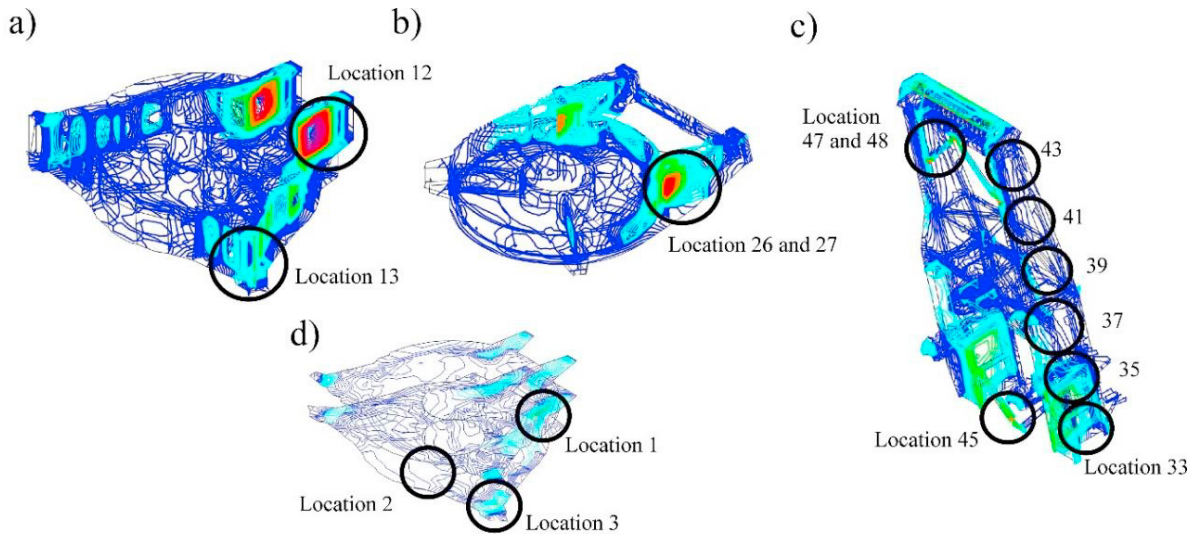 a)
Location 12
Location 13
b)
Location 26 and 27
c)
Location
47 and 48
43
41
39
37
35
Location 45
Location 33
d)
Location 1
Location 2
Location 3